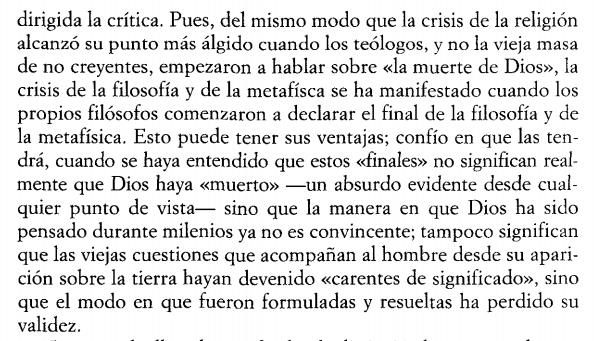 dirigida la crítica. Pues, del mismo modo que la crisis de la religión
alcanzó su punto más álgido cuando los teólogos, y no la vieja masa
de no creyentes, empezaron a hablar sobre «la muerte de Dios», la
crisis de la filosofía y de la metafísca se ha manifestado cuando los
propios filósofos comenzaron a declarar el final de la filosofía y de
la metafísica. Esto puede tener sus ventajas; confío en que las ten-
drá, cuando se haya entendido que estos «finales» no significan real-
mente que Dios haya «muerto» —un absurdo evidente desde cual-
quier punto de vista— sino que la manera en que Dios ha sido
pensado durante milenios ya no es convincente; tampoco significan
que las viejas cuestiones que acompañan al hombre desde su apari-
ción sobre la tierra hayan devenido «carentes de significado», sino
que el modo en que fueron formuladas y resueltas ha perdido su
validez.